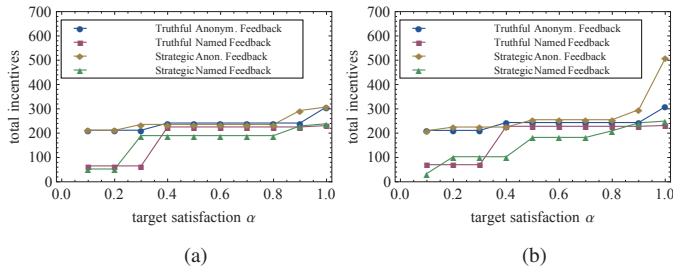 700
600
500
400
300
200
100
0
total incentives
Truthful Anonym. Feedback
Truthful Named Feedback
Strategic Anon. Feedback
Strategic Named Feedback
0.0 0.2 0.4 0.6 0.8 1.0
target satisfaction α
(a)
700
600
500
400
300
200
100
0
total incentives
Truthful Anonym. Feedback
Truthful Named Feedback
Strategic Anon. Feedback
Strategic Named Feedback
0.0 0.2 0.4 0.6 0.8 1.0
target satisfaction α
(b)